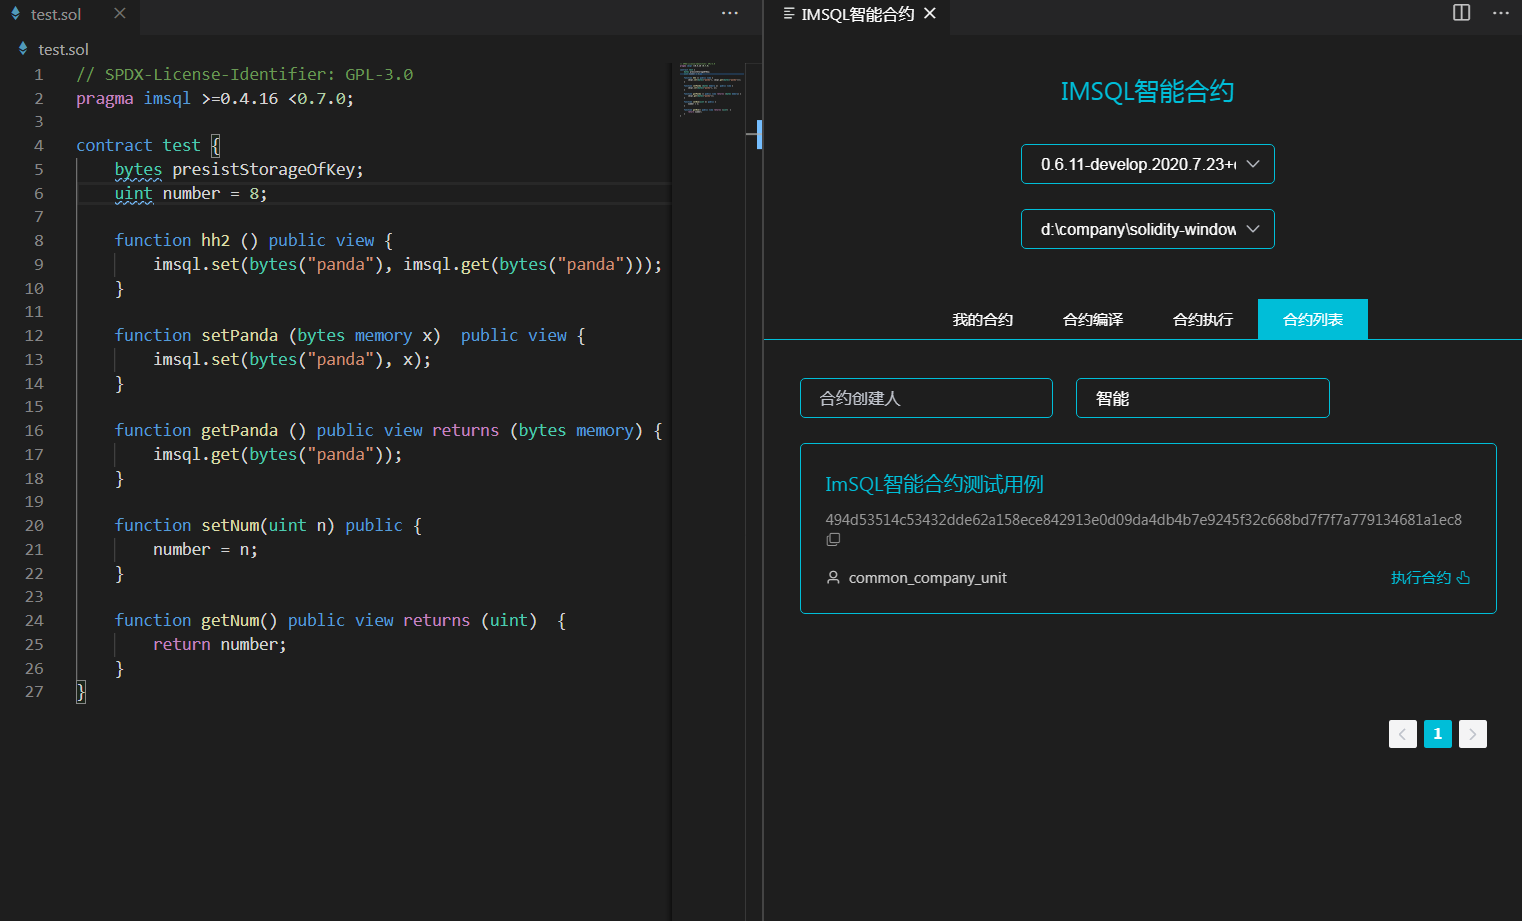 test.sol
test.sol
1 // SPDX-License-Identifier: GPL-3.0
2 pragma imsql >=0.4.16 <0.7.0;
3
4 contract test {
5 bytes presistStorageOfKey;
6 uint number = 8;
7
8 function hh2 () public view {
9 imsql.set(bytes("panda"), imsql.get(bytes("panda")));
10 }
11
12 function setPanda (bytes memory x)  public view {
13 imsql.set(bytes("panda"), x);
14 }
15
16 function getPanda () public view returns (bytes memory) {
17 imsql.get(bytes("panda"));
18 }
19
20 function setNum(uint n) public {
21 number = n;
22 }
23
24 function getNum() public view returns (uint)  {
25 return number;
26 }
27 }
IMSQL智能合约
IMSQL智能合约
0.6.11-develop.2020.7.23+
d:\company\solidity-window
我的合约 合约编译 合约执行 合约列表
合约创建人 智能
ImSQL智能合约测试用例
494d53514c53432dde62a158ece842913e0d09da4db4b7e9245f32c668bd7f7f7a779134681a1ec8
common_company_unit 执行合约
1